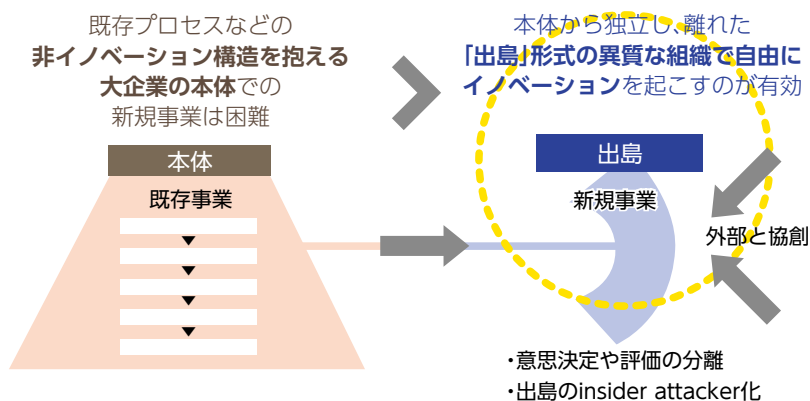 既存プロセスなどの
非イノベーション構造を抱える
大企業の本体での
新規事業は困難
本体から独立し、離れた
「出島」形式の異質な組織で自由に
イノベーションを起こすのが有効
本体
既存事業
出島
新規事業
外部と協創
・意思決定や評価の分離
・出島のinsider attacker化